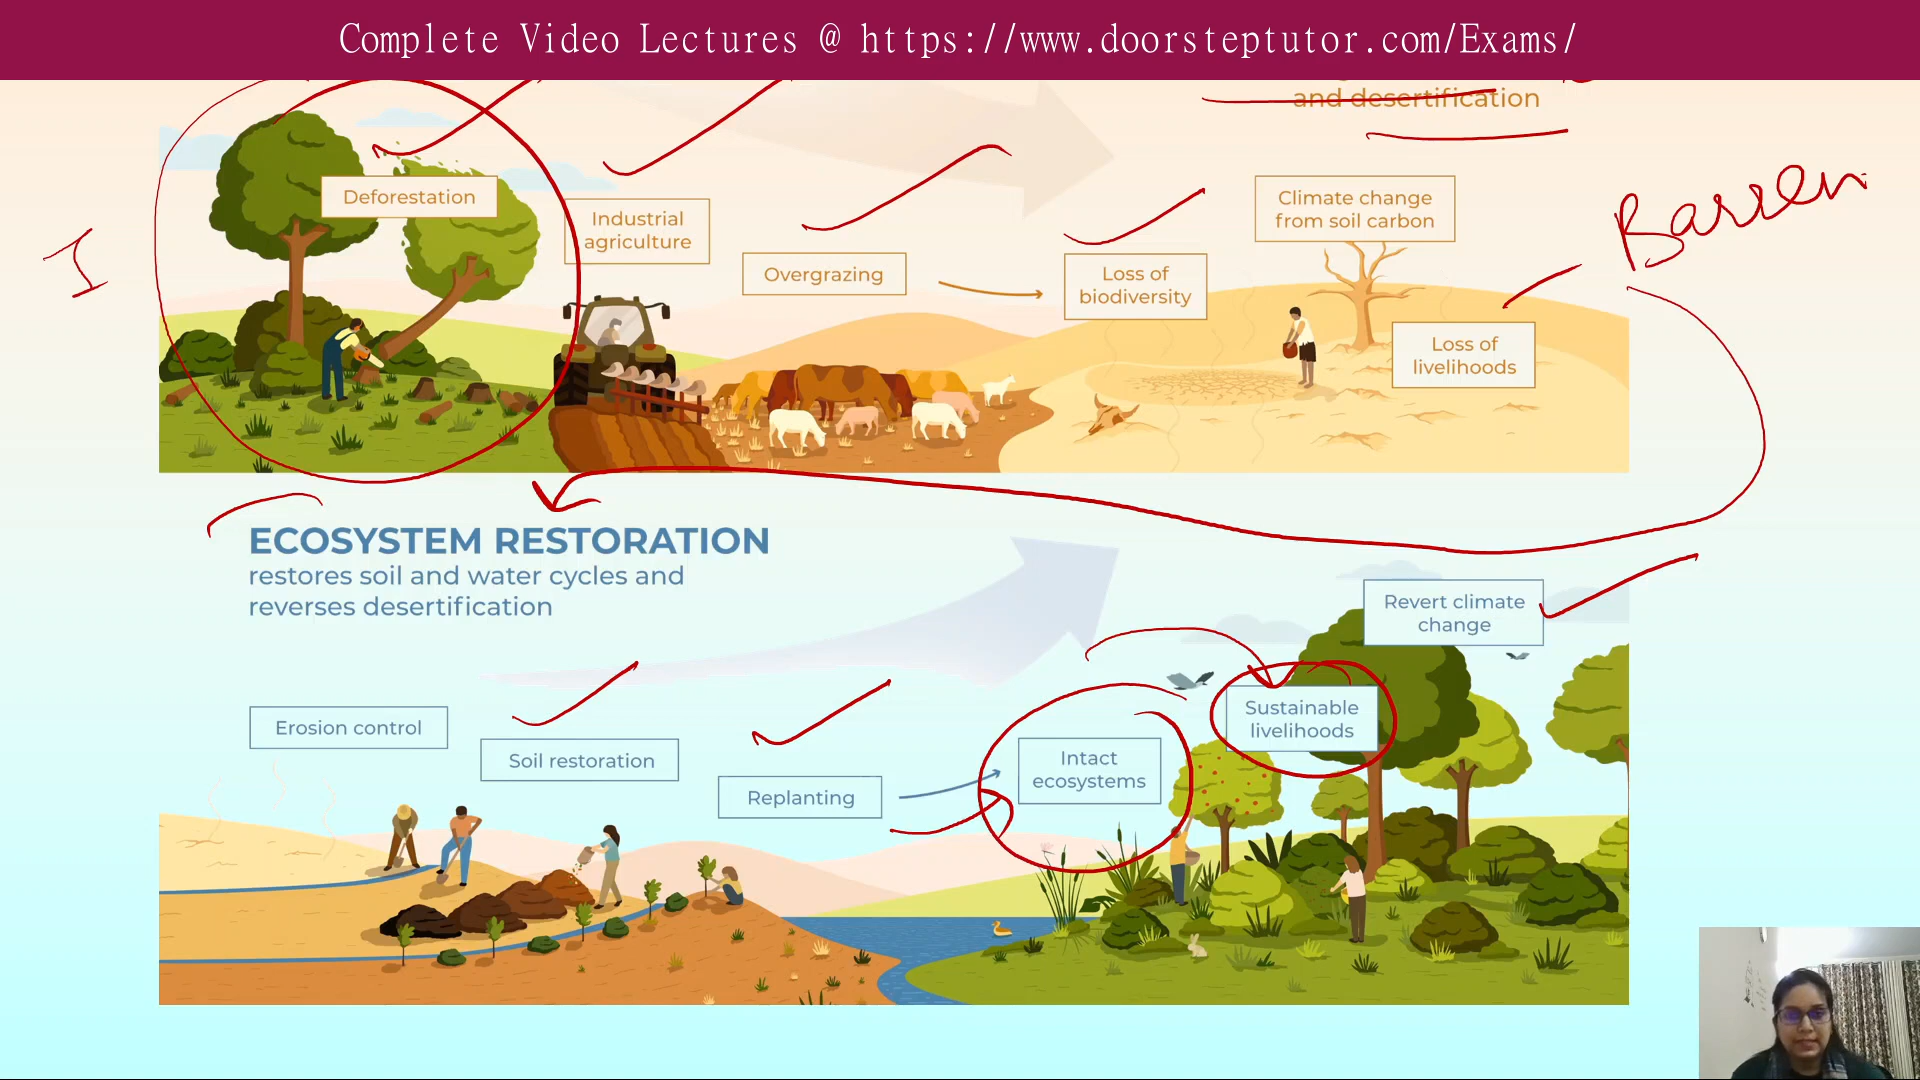 Complete Video Lectures @ https://www.doorsteptutor.com/Exams/
and desertification
Deforestation
Industrial
agriculture
Overgrazing
Loss of
biodiversity
Climate change
from soil carbon
Loss of
livelihoods
Barren
I
ECOSYSTEM RESTORATION
restores soil and water cycles and
reverses desertification
Erosion control
Soil restoration
Replanting
Intact
ecosystems
Sustainable
livelihoods
Revert climate
change